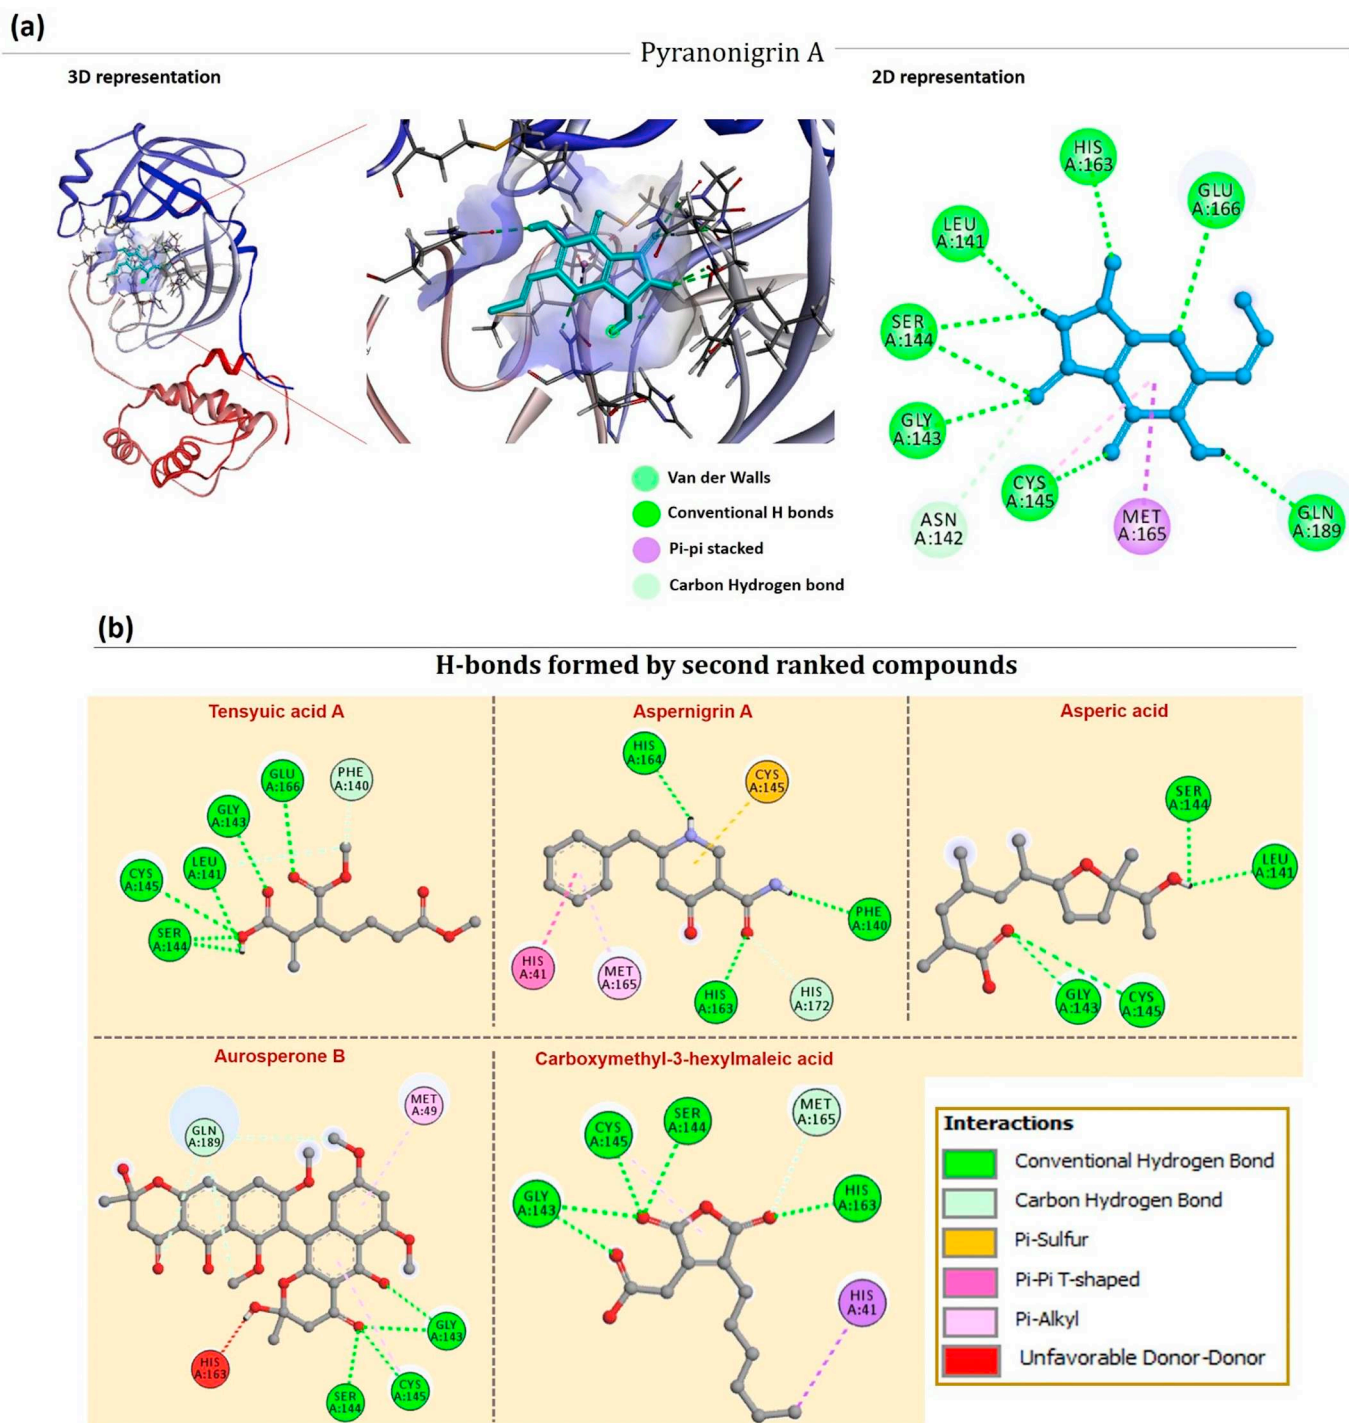 (a)
Pyranonigrin A
3D representation
2D representation
HIS
A:163
GLU
A:166
LEU
A:141
SER
A:144
GLY
A:143
CYS
A:145
ASN
A:142
MET
A:165
GLN
A:189
Van der Walls
Conventional H bonds
Pi-pi stacked
Carbon Hydrogen bond
(b)
H-bonds formed by second ranked compounds
Tensyuic acid A
GLU
A:166
PHE
A:140
GLY
A:143
LEU
A:141
CYS
A:145
SER
A:144
Aspernigrin A
HIS
A:164
CYS
A:145
PHE
A:140
HIS
A:41
MET
A:165
HIS
A:163
HIS
A:172
Asperic acid
SER
A:144
LEU
A:141
GLY
A:143
CYS
A:145
Aurosperone B
MET
A:49
GLN
A:189
GLY
A:143
HIS
A:163
SER
A:144
CYS
A:145
Carboxymethyl-3-hexylmaleic acid
MET
A:165
SER
A:144
CYS
A:145
GLY
A:143
HIS
A:163
HIS
A:41
Interactions
Conventional Hydrogen Bond
Carbon Hydrogen Bond
Pi-Sulfur
Pi-Pi T-shaped
Pi-Alkyl
Unfavorable Donor-Donor